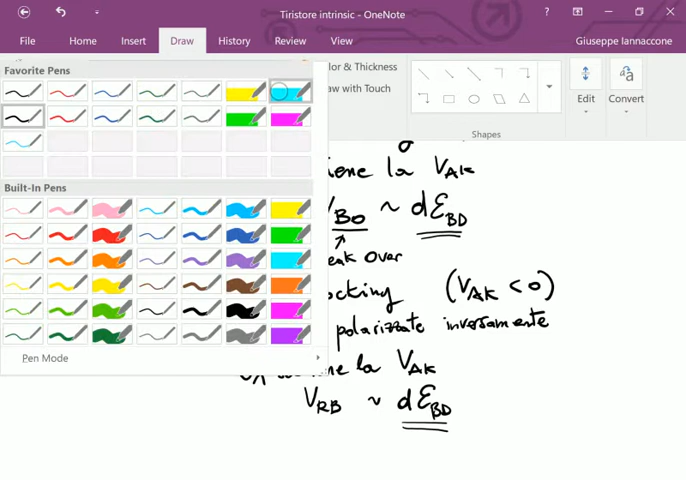 Tiristore intrinsic - OneNote
?
File Home Insert Draw History Review View Giuseppe Iannaccone
Favorite Pens
lor & Thickness
aw with Touch
Edit
Convert
Shapes
Built-In Pens
Pen Mode
iene la VAK
VBO ~ dEBD
eak over
locking (VAK < 0)
polarizzate inversamente
la VAK
VRB ~ dEBD